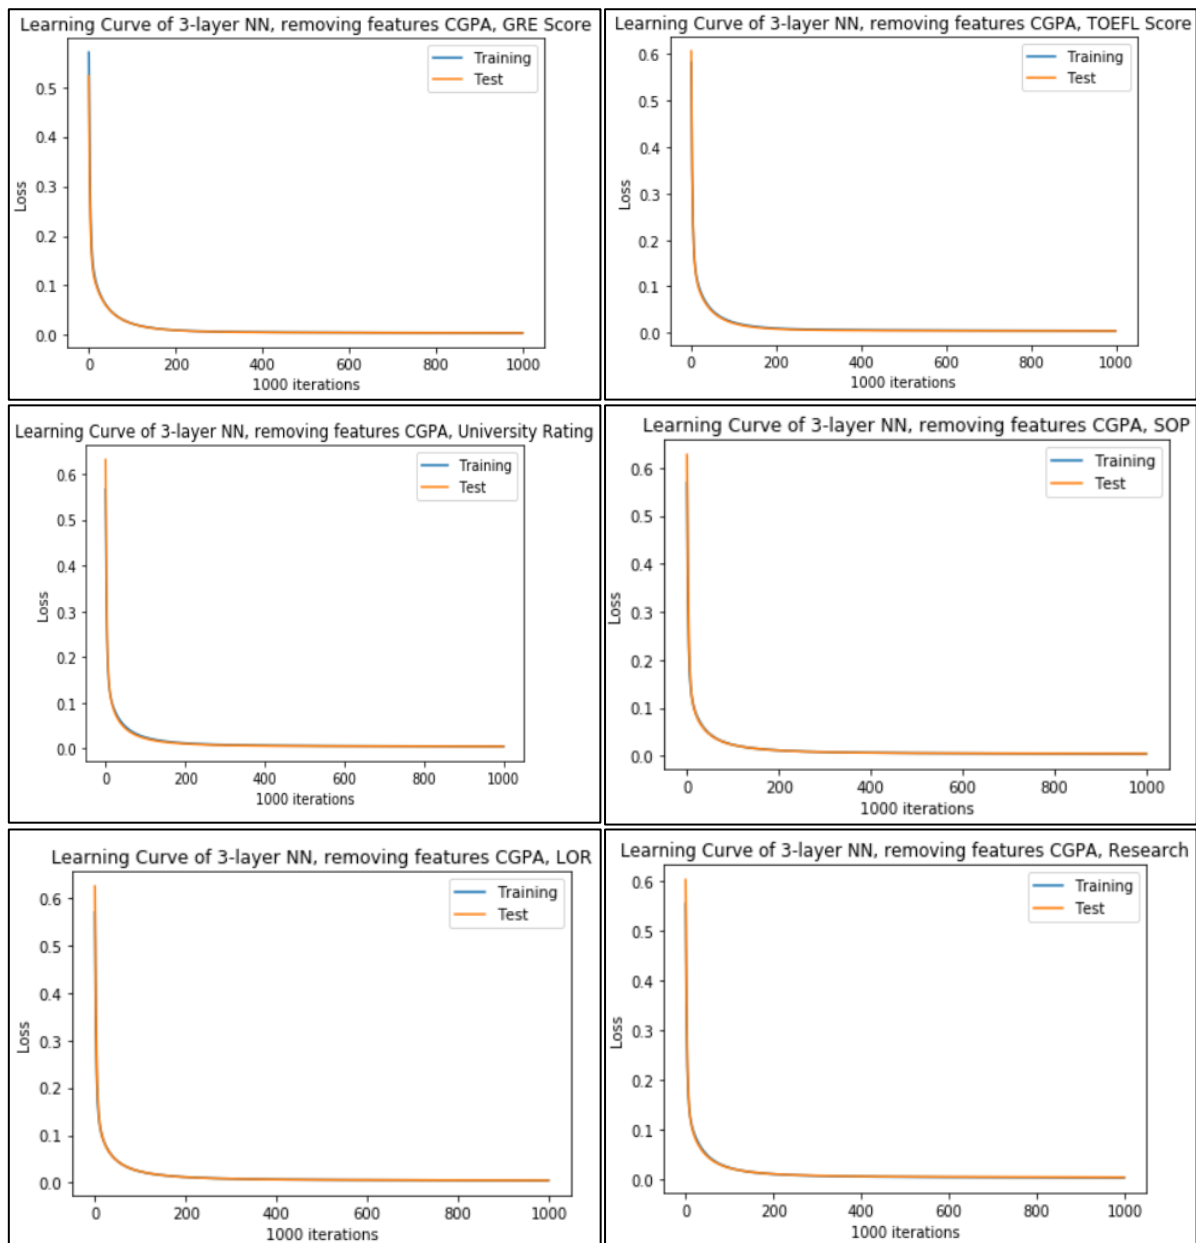 Learning Curve of 3-layer NN, removing features CGPA, GRE Score
Training
Test
0.5
0.4
0.3
0.2
0.1
0.0
Loss
0 200 400 600 800 1000
1000 iterations
Learning Curve of 3-layer NN, removing features CGPA, TOEFL Score
Training
Test
0.6
0.5
0.4
0.3
0.2
0.1
0.0
Loss
0 200 400 600 800 1000
1000 iterations
Learning Curve of 3-layer NN, removing features CGPA, University Rating
Training
Test
0.6
0.5
0.4
0.3
0.2
0.1
0.0
Loss
0 200 400 600 800 1000
1000 iterations
Learning Curve of 3-layer NN, removing features CGPA, SOP
Training
Test
0.6
0.5
0.4
0.3
0.2
0.1
0.0
Loss
0 200 400 600 800 1000
1000 iterations
Learning Curve of 3-layer NN, removing features CGPA, LOR
Training
Test
0.6
0.5
0.4
0.3
0.2
0.1
0.0
Loss
0 200 400 600 800 1000
1000 iterations
Learning Curve of 3-layer NN, removing features CGPA, Research
Training
Test
0.6
0.5
0.4
0.3
0.2
0.1
0.0
Loss
0 200 400 600 800 1000
1000 iterations